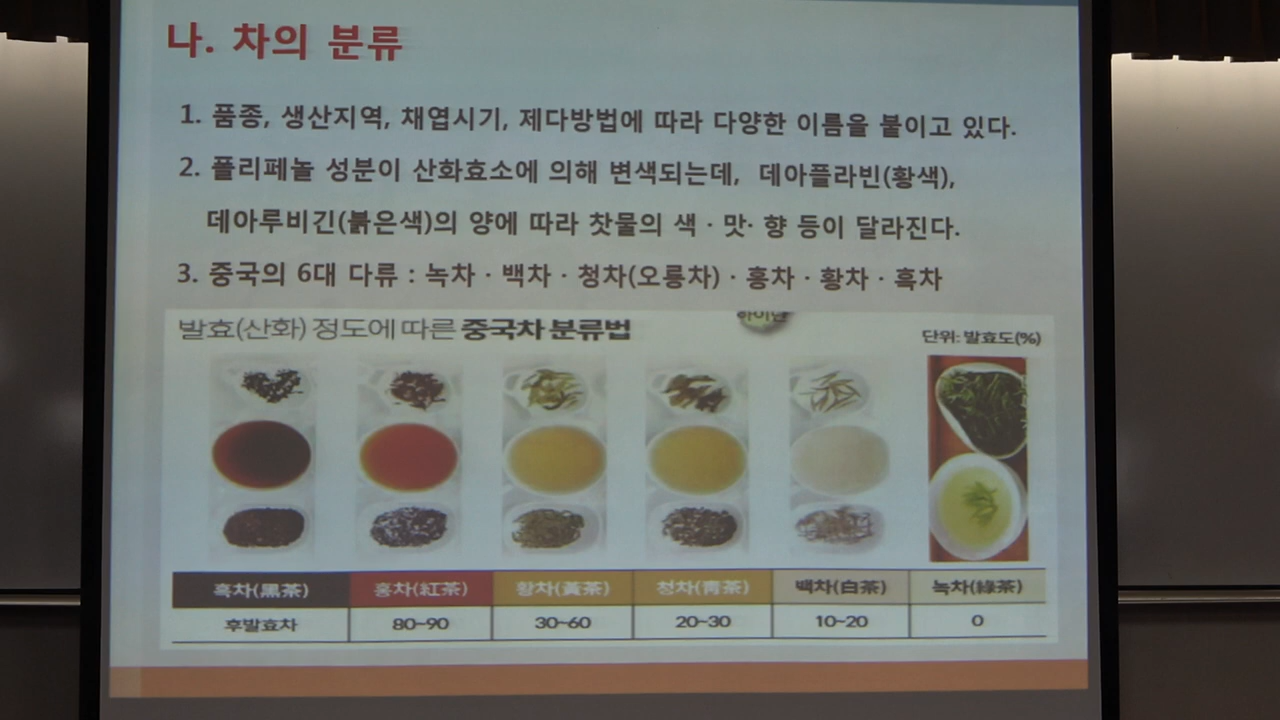 나. 차의 분류
1. 품종, 생산지역, 채엽시기, 제다방법에 따라 다양한 이름을 붙이고 있다.
2. 폴리페놀 성분이 산화효소에 의해 변색되는데, 데아플라빈(황색),
데아루비긴(붉은색)의 양에 따라 찻물의 색 · 맛· 향 등이 달라진다.
3. 중국의 6대 다류 : 녹차 · 백차 · 청차(오룡차) · 홍차 · 황차 · 흑차
발효(산화) 정도에 따른 중국차 분류법
단위: 발효도(%)
흑차(黑茶) 홍차(紅茶) 황차(黃茶) 청차(靑茶) 백차(白茶) 녹차(綠茶)
후발효차 80~90 30~60 20~30 10~20 0